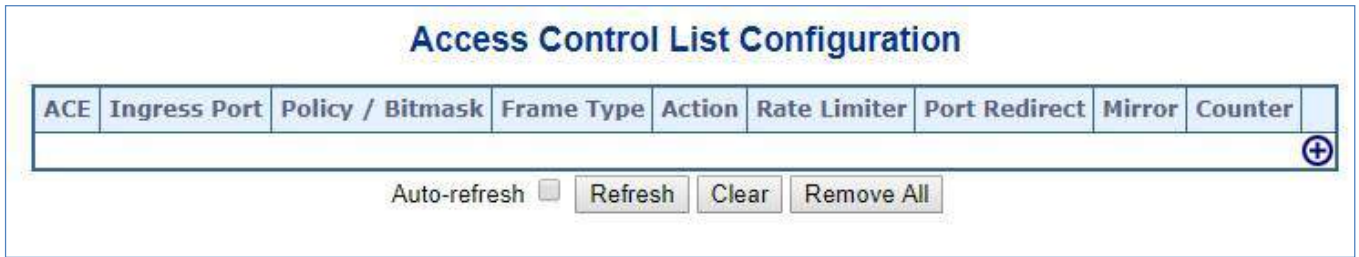 Access Control List Configuration
ACE Ingress Port Policy / Bitmask Frame Type Action Rate Limiter Port Redirect Mirror Counter
Auto-refresh Refresh Clear Remove All